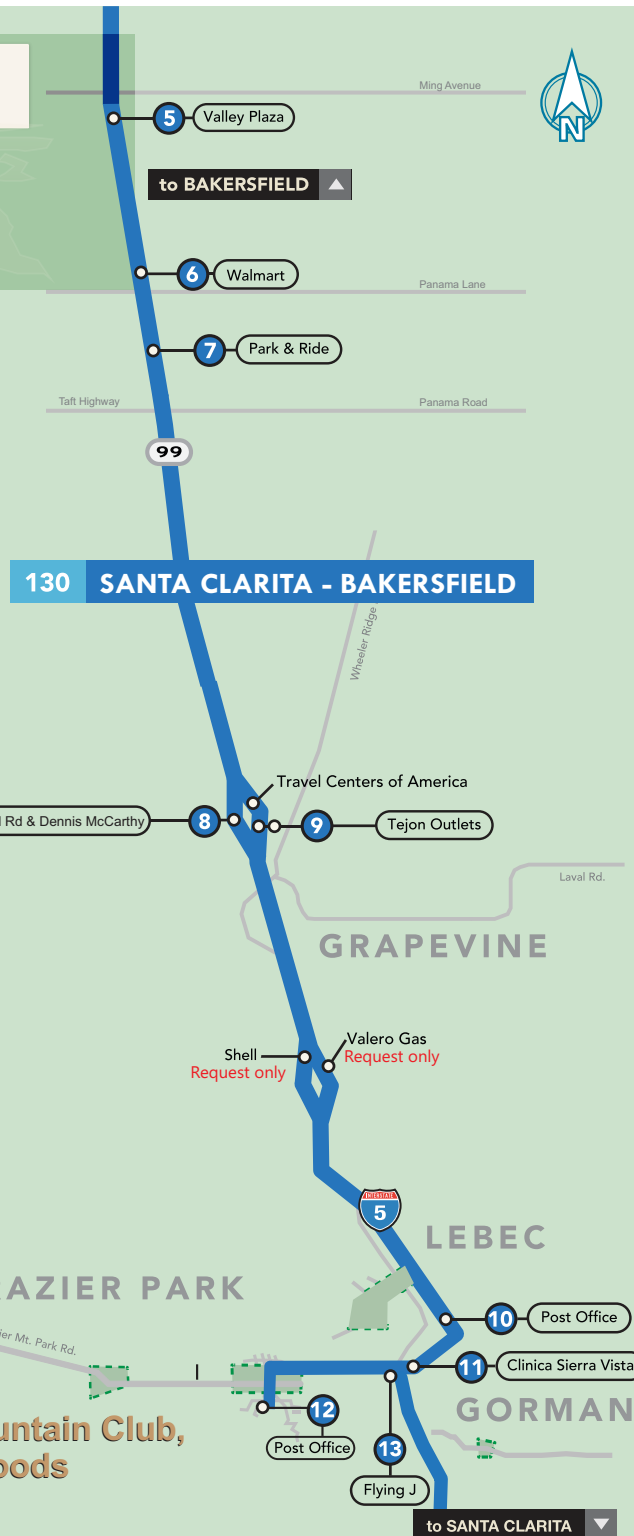 Ming Avenue
5 Valley Plaza
N
to BAKERSFIELD
6 Walmart
Panama Lane
7 Park & Ride
Taft Highway
Panama Road
99
130 SANTA CLARITA - BAKERSFIELD
Wheeler Ridge
Travel Centers of America
Rd & Dennis McCarthy 8
9 Tejon Outlets
Laval Rd.
GRAPEVINE
Valero Gas
Request only
Shell
Request only
INTERSTATE
5
LEBEC
AZIER PARK
10 Post Office
ier Mt. Park Rd.
11 Clinica Sierra Vista
GORMAN
12
Post Office
untain Club,
oods
13
Flying J
to SANTA CLARITA